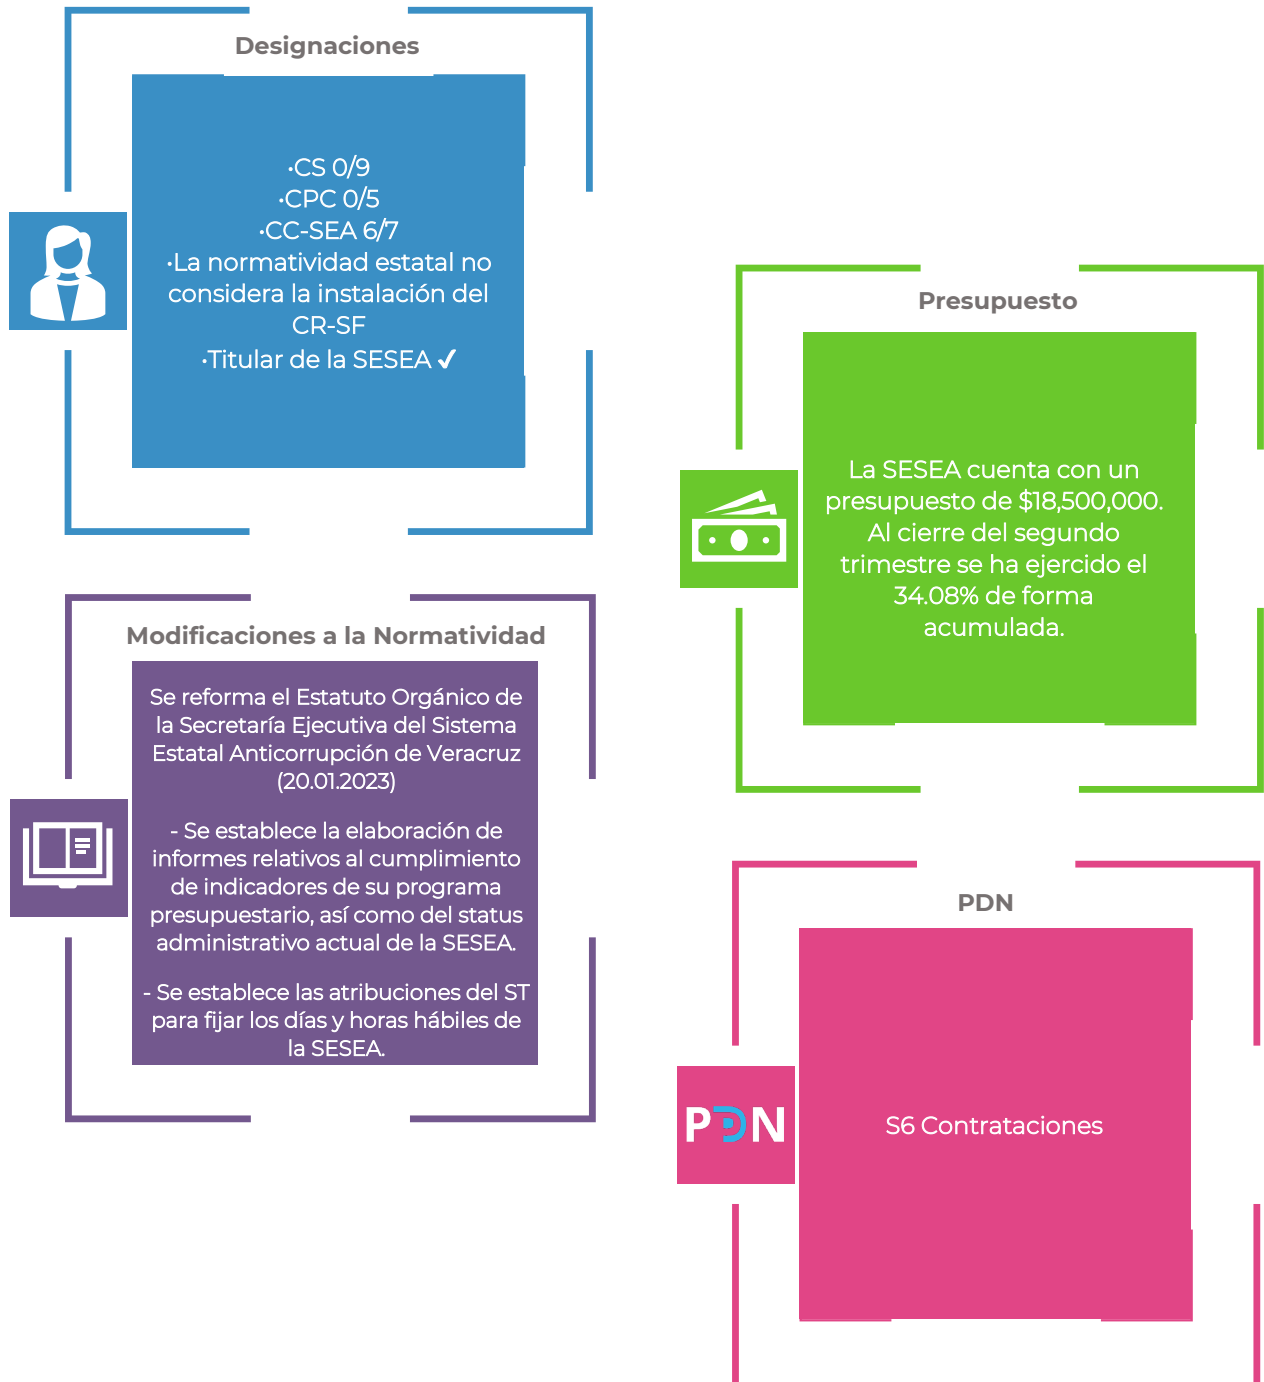 Designaciones
•CS 0/9
•CPC 0/5
•CC-SEA 6/7
•La normatividad estatal no
considera la instalación del
CR-SF
•Titular de la SESEA ✔
Presupuesto
La SESEA cuenta con un
presupuesto de $18,500,000.
Al cierre del segundo
trimestre se ha ejercido el
34.08% de forma
acumulada.
Modificaciones a la Normatividad
Se reforma el Estatuto Orgánico de
la Secretaría Ejecutiva del Sistema
Estatal Anticorrupción de Veracruz
(20.01.2023)
- Se establece la elaboración de
informes relativos al cumplimiento
de indicadores de su programa
presupuestario, así como del status
administrativo actual de la SESEA.
- Se establece las atribuciones del ST
para fijar los días y horas hábiles de
la SESEA.
PDN
PDN
S6 Contrataciones